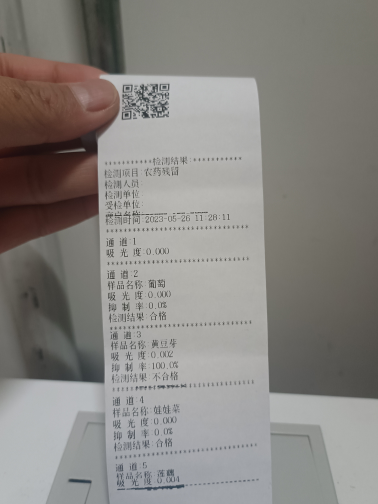 ***********检测结果***********
检测项目:农药残留
检测人员:
检测单位:
受检单位:
检测时间:2023-05-26 11:28:11
******************************
通 道:1
吸 光 度:0.000
******************************
通 道:2
样品名称:葡萄
吸 光 度:0.000
抑 制 率:0.0%
检测结果:合格
******************************
通 道:3
样品名称:黄豆芽
吸 光 度:0.002
抑 制 率:100.0%
检测结果:不合格
******************************
通 道:4
样品名称:娃娃菜
吸 光 度:0.000
抑 制 率:0.0%
检测结果:合格
******************************
通 道:5
样品名称:莲藕
吸 光 度:0.004